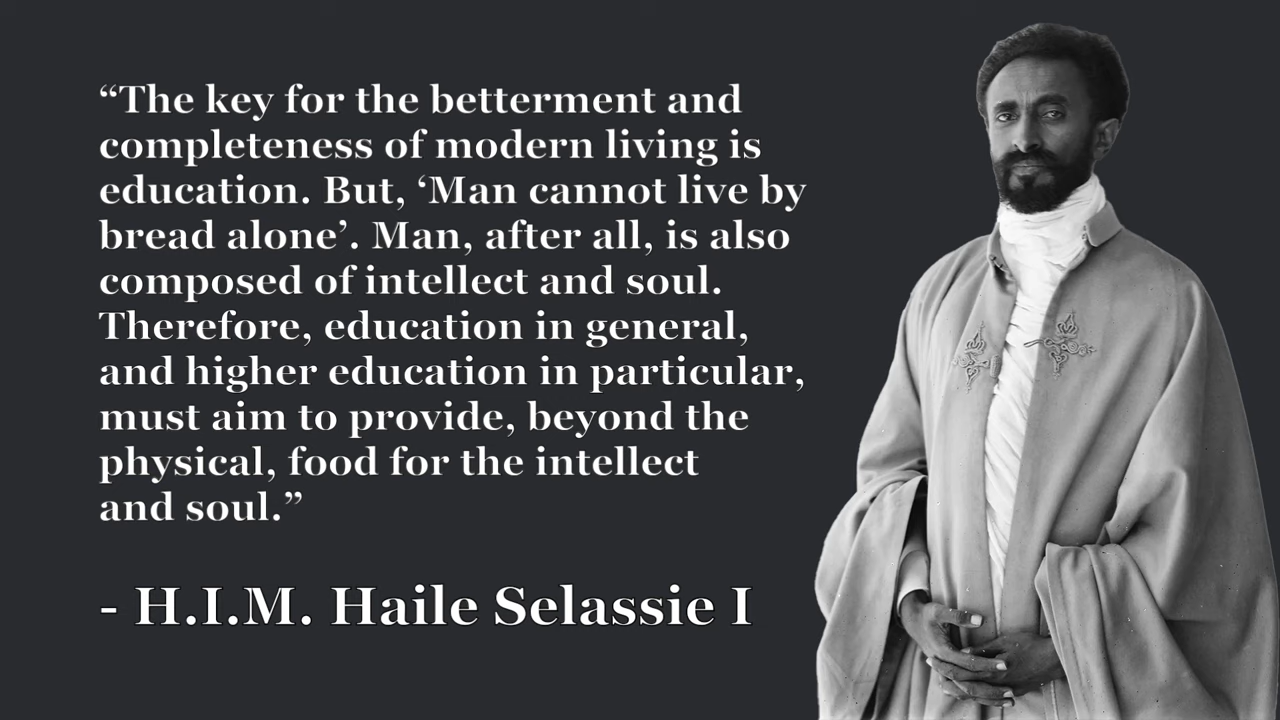 “The key for the betterment and
completeness of modern living is
education. But, ‘Man cannot live by
bread alone’. Man, after all, is also
composed of intellect and soul.
Therefore, education in general,
and higher education in particular,
must aim to provide, beyond the
physical, food for the intellect
and soul.”
- H.I.M. Haile Selassie I